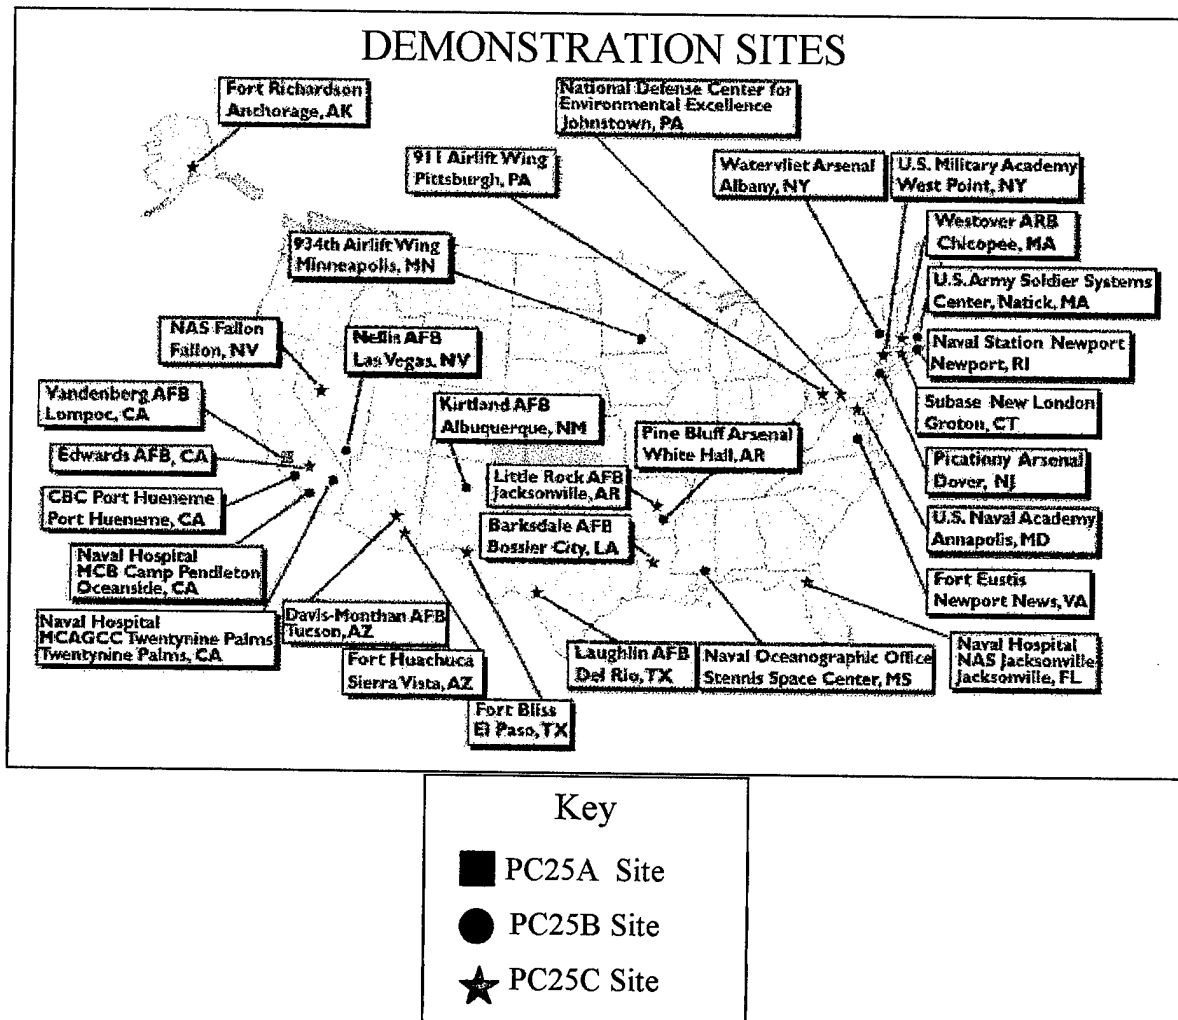 DEMONSTRATION SITES
Fort Richardson
Anchorage, AK
National Defense Center for
Environmental Excellence
Johnstown, PA
911 Airlift Wing
Pittsburgh, PA
Watervliet Arsenal
Albany, NY
U.S. Military Academy
West Point, NY
Westover ARB
Chicopee, MA
934th Airlift Wing
Minneapolis, MN
U.S. Army Soldier Systems
Center, Natick, MA
NAS Fallon
Fallon, NV
Nellis AFB
Las Vegas, NV
Naval Station Newport
Newport, RI
Vandenberg AFB
Lompoc, CA
Kirtland AFB
Albuquerque, NM
Pine Bluff Arsenal
White Hall, AR
Subase New London
Groton, CT
Edwards AFB, CA
Little Rock AFB
Jacksonville, AR
Picatinny Arsenal
Dover, NJ
CBC Port Hueneme
Port Hueneme, CA
Barksdale AFB
Bossier City, LA
U.S. Naval Academy
Annapolis, MD
Naval Hospital
MCB Camp Pendleton
Oceanside, CA
Fort Eustis
Newport News, VA
Naval Hospital
MCAGCC Twentynine Palms
Twentynine Palms, CA
Davis-Monthan AFB
Tucson, AZ
Fort Huachuca
Sierra Vista, AZ
Fort Bliss
El Paso, TX
Laughlin AFB
Del Rio, TX
Naval Oceanographic Office
Stennis Space Center, MS
Naval Hospital
NAS Jacksonville
Jacksonville, FL
Key
PC25A Site
PC25B Site
PC25C Site